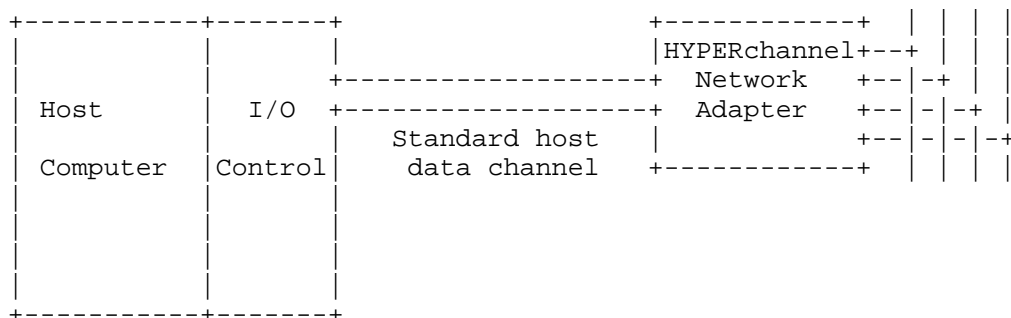 HYPERchannel
Network
Host I/O Adapter
Standard host
Computer Control data channel